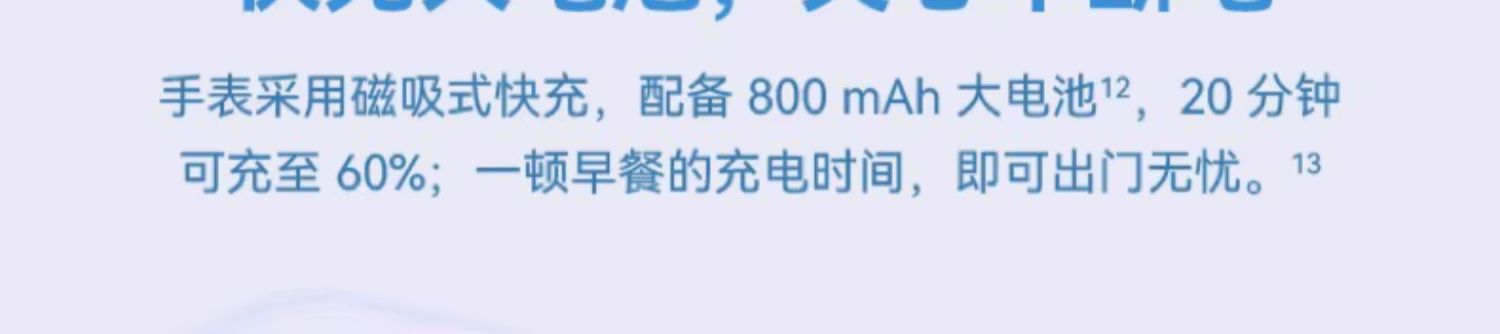 手表采用磁吸式快充，配备 800 mAh 大电池¹²，20 分钟
可充至 60%；一顿早餐的充电时间，即可出门无忧。¹³